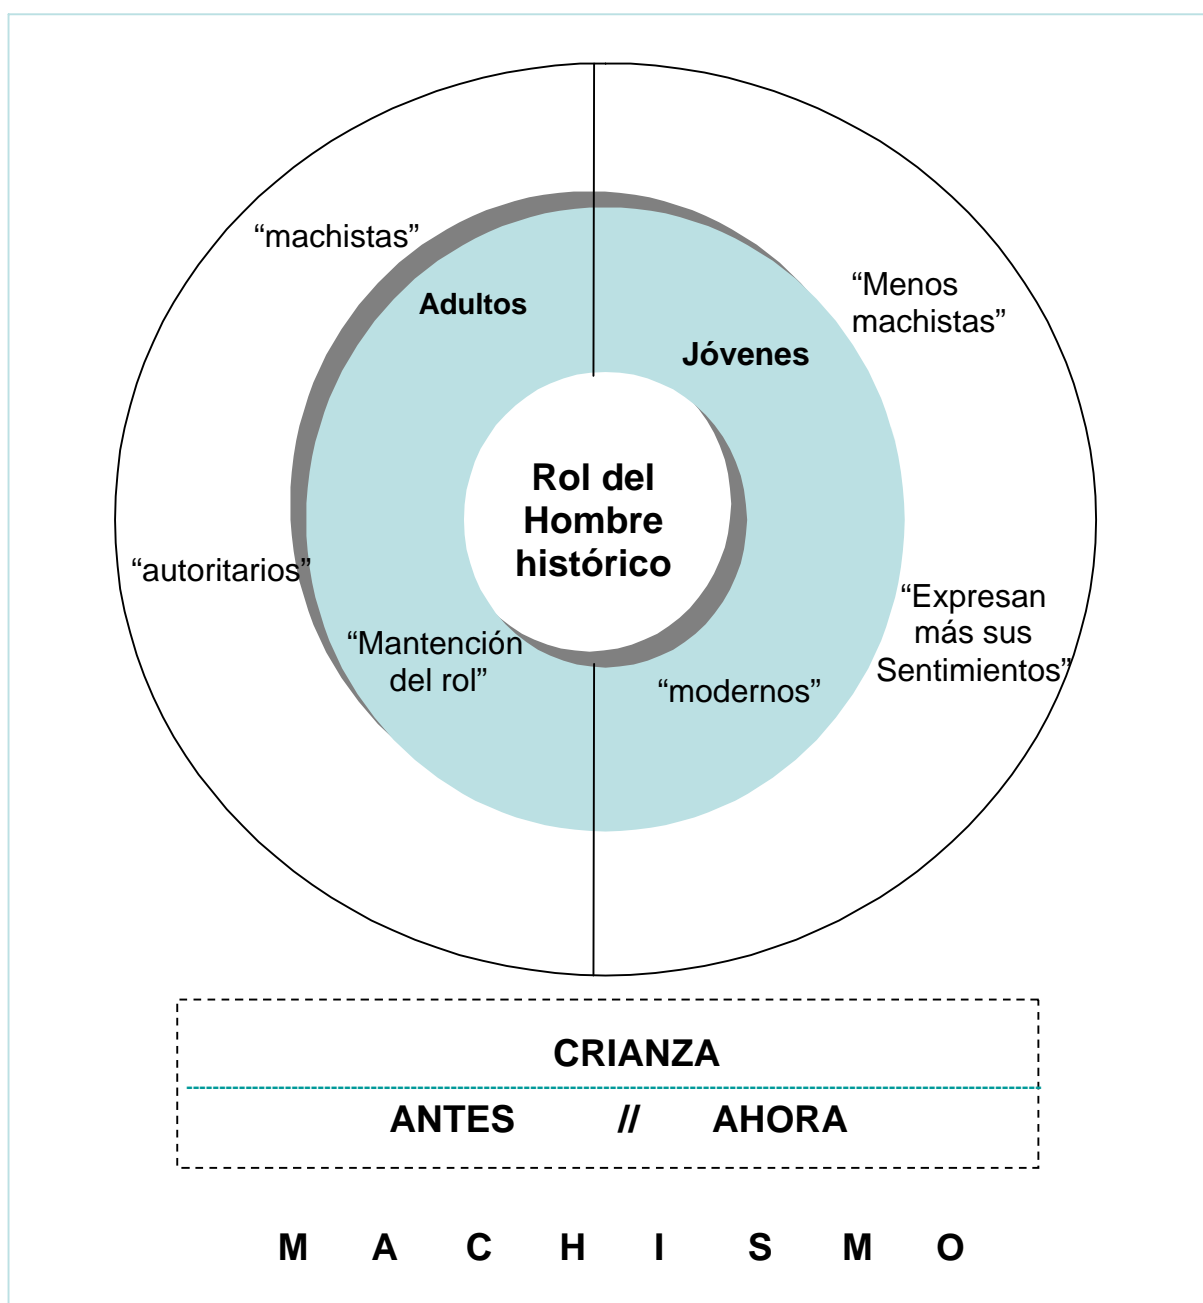 “machistas”
Adultos
“Menos
machistas”
Jóvenes
Rol del
Hombre
histórico
“autoritarios”
“Mantención
del rol”
“Expresan
más sus
Sentimientos”
“modernos”
CRIANZA
ANTES // AHORA
M A C H I S M O